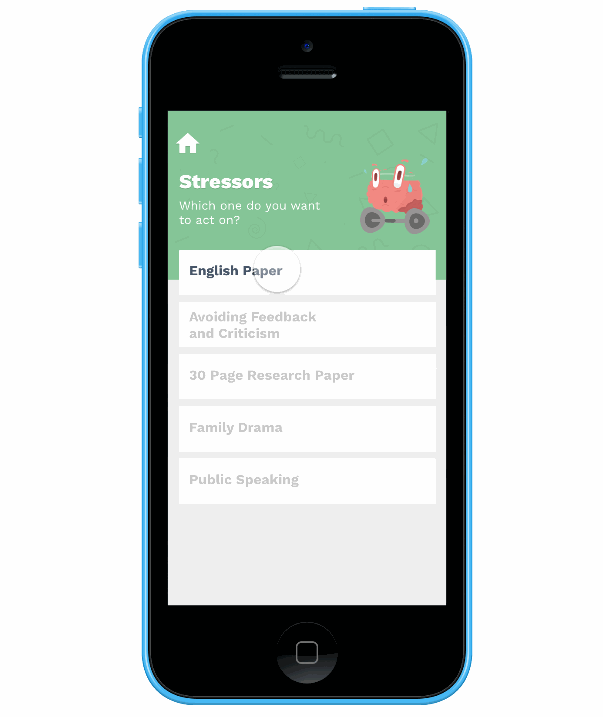 Stressors
Which one do you want
to act on?
English Paper
Avoiding Feedback
and Criticism
30 Page Research Paper
Family Drama
Public Speaking